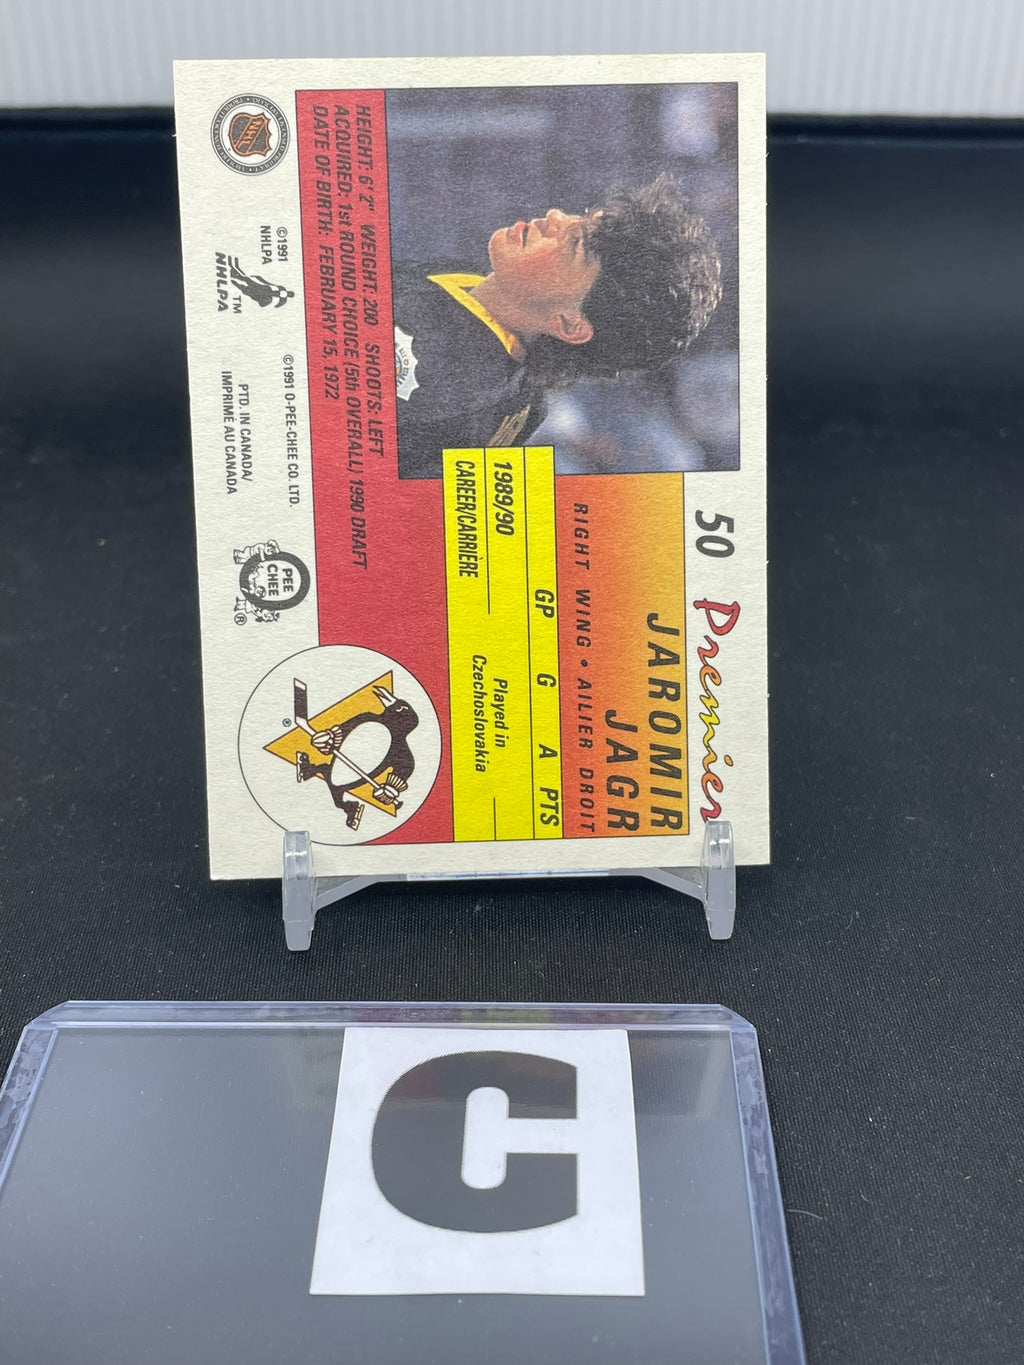 50 Premier
JAROMIR
JAGR
RIGHT WING • AILIER DROIT
GP G A PTS
1989/90 Played in
CAREER/CARRIÈRE Czechoslovakia
HEIGHT: 6' 2" WEIGHT: 200 SHOOTS: LEFT
ACQUIRED: 1st ROUND CHOICE (5th OVERALL) 1990 DRAFT
DATE OF BIRTH: FEBRUARY 15, 1972
©1991
NHLPA
TM
NHLPA
©1991 O-PEE-CHEE CO. LTD.
PTD. IN CANADA/
IMPRIMÉ AU CANADA
O
PEE
CHEE
®
®
NHL
C